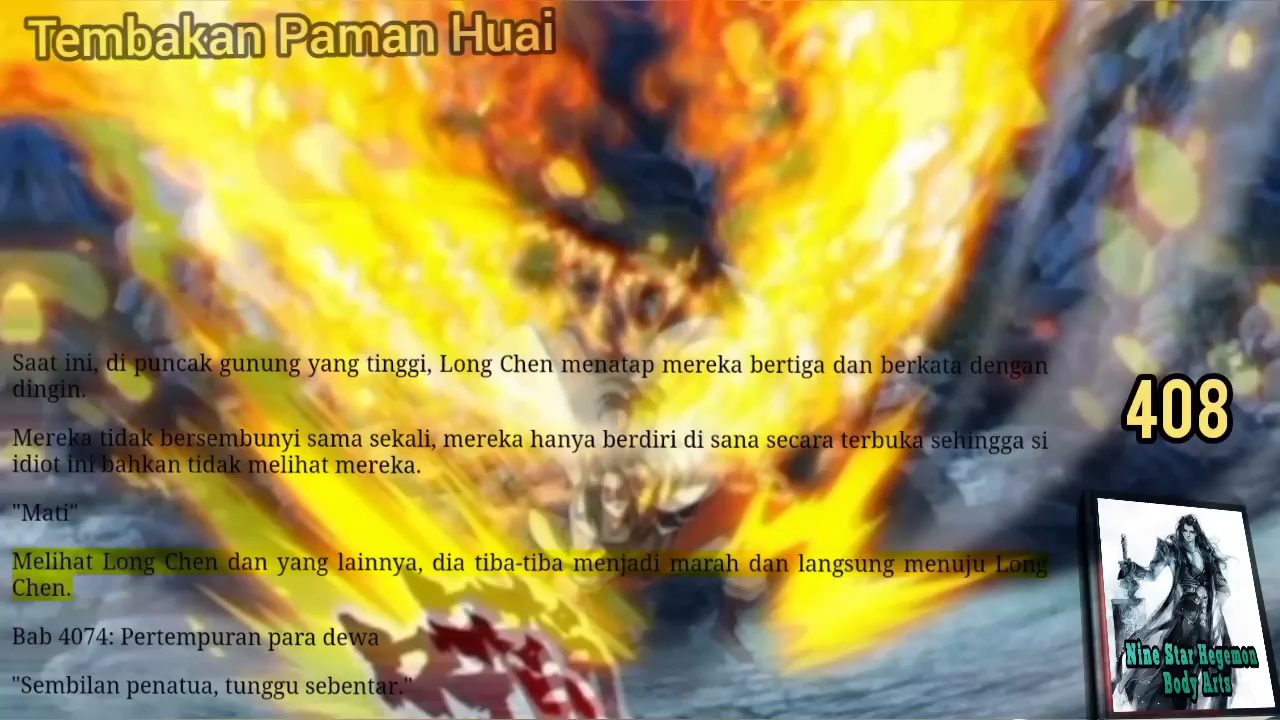 Tembakan Paman Huai
Saat ini, di puncak gunung yang tinggi, Long Chen menatap mereka bertiga dan berkata dengan
dingin.
Mereka tidak bersembunyi sama sekali, mereka hanya berdiri di sana secara terbuka sehingga si
idiot ini bahkan tidak melihat mereka.
"Mati"
Melihat Long Chen dan yang lainnya, dia tiba-tiba menjadi marah dan langsung menuju Long
Chen.
Bab 4074: Pertempuran para dewa
"Sembilan penatua, tunggu sebentar."
408
Nine Star Hegemon
Body Arts